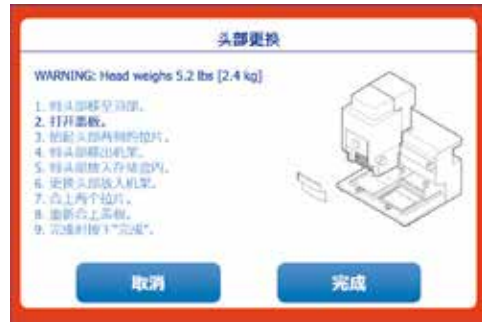 头部更换
WARNING: Head weighs 5.2 lbs [2.4 kg]
1. 将头部移至顶部。
2. 打开盖板。
3. 抬起头部两侧的拉片。
4. 将头部移出机架。
5. 将头部放入存储盒内。
6. 更换头部放入机架。
7. 合上两个拉片。
8. 重新合上盖板。
9. 完成时按下“完成”。
取消
完成